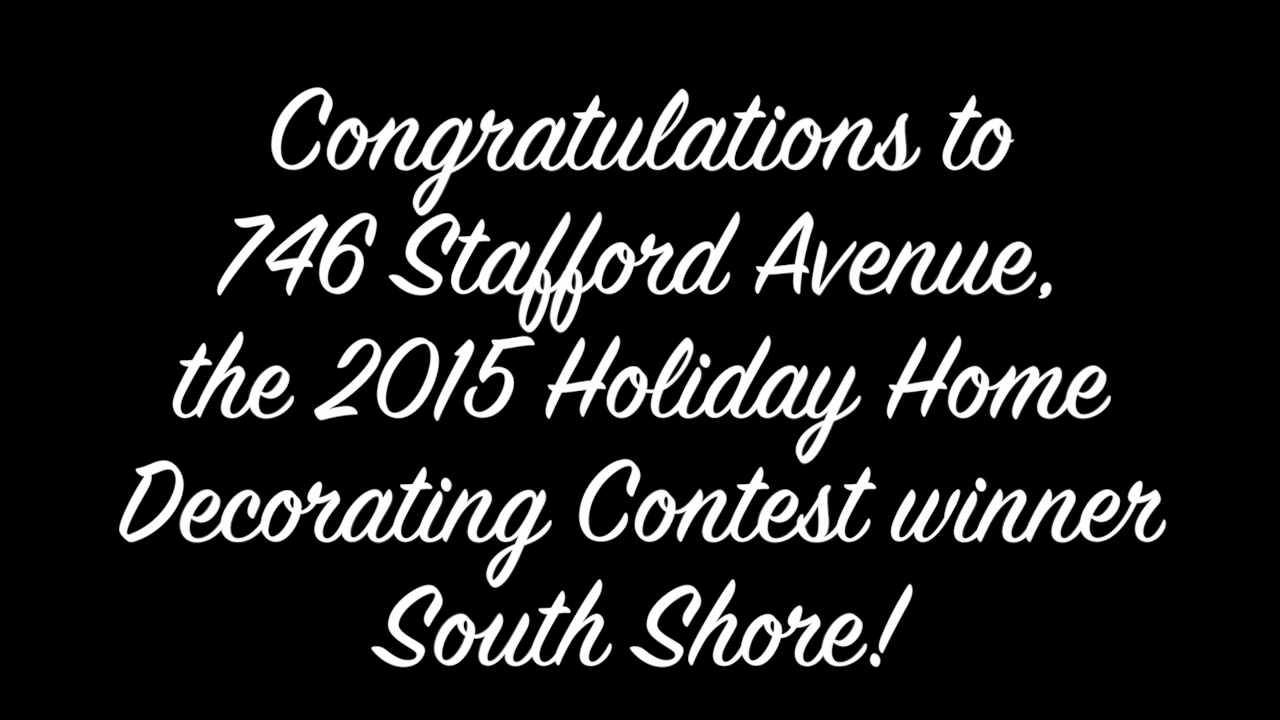 Congratulations to
746 Stafford Avenue,
the 2015 Holiday Home
Decorating Contest winner
South Shore!